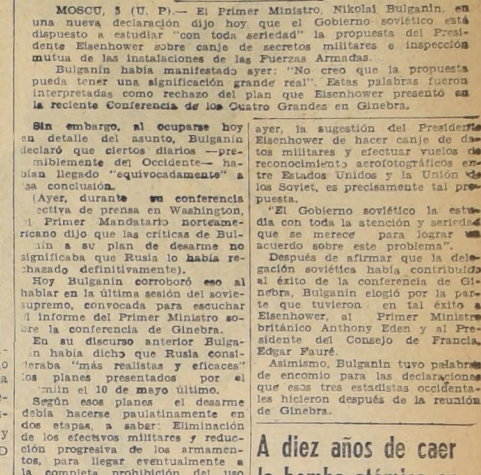 MOSCU, 5 (U. P.).— El Primer Ministro, Nikolai Bulganin, en
una nueva declaración dijo hoy que el Gobierno soviético está
dispuesto a estudiar "con toda seriedad" la propuesta del Presi-
dente Eisenhower sobre canje de secretos militares e inspección
mutua de las instalaciones de las Fuerzas Armadas.
Bulganin había manifestado ayer: "No creo que la propuesta
pueda tener una significación grande real". Estas palabras fueron
interpretadas como rechazo del plan que Eisenhower presentó en
la reciente Conferencia de los Cuatro Grandes en Ginebra.
Sin embargo, al ocuparse hoy
en detalle del asunto, Bulganin
declaró que ciertos diarios —pre-
miblemente del Occidente— ha-
bían llegado "equivocadamente" a
sa conclusión.
(Ayer, durante su conferencia
ectiva de prensa en Washington,
l Primer Mandatario norteame-
ricano dijo que las críticas de Bul-
nin a su plan de desarme no
significaba que Rusia lo había re-
chazado definitivamente).
Hoy Bulganin corroboró eso al
hablar en la última sesión del sovie-
supremo, convocada para escuchar
l informe del Primer Ministro so-
bre la conferencia de Ginebra.
En su discurso anterior Bulga-
in había dicho que Rusia consi-
deraba "más realistas y eficaces"
los planes presentados por el
mlin el 10 de mayo último.
Según esos planes el desarme
debía hacerse paulatinamente en
dos etapas, a saber: Eliminación
de los efectivos militares y reduc-
ción progresiva de los armamen-
tos, para llegar eventualmente a
la completa prohibición del uso
ayer, la sugestión del Presidente
Eisenhower de hacer canje de da-
tos militares y efectuar vuelos de
reconocimiento aerofotográficos en-
tre Estados Unidos y la Unión de
los Soviet, es precisamente tal pro-
puesta.
"El Gobierno soviético la estu-
dia con toda la atención y seriedad
que se merece para lograr un
acuerdo sobre este problema".
Después de afirmar que la dele-
gación soviética había contribuido
al éxito de la conferencia de Gi-
nebra, Bulganin elogió por la par-
te que tuvieron en tal éxito a
Eisenhower, al Primer Ministro
británico Anthony Eden y al Pre-
sidente del Consejo de Francia,
Edgar Fauré.
Asimismo, Bulganin tuvo palabras
de encomio para las declaraciones
que esos tres estadistas occidenta-
les hicieron después de la reunión
de Ginebra.
A diez años de caer
la bomba atómica